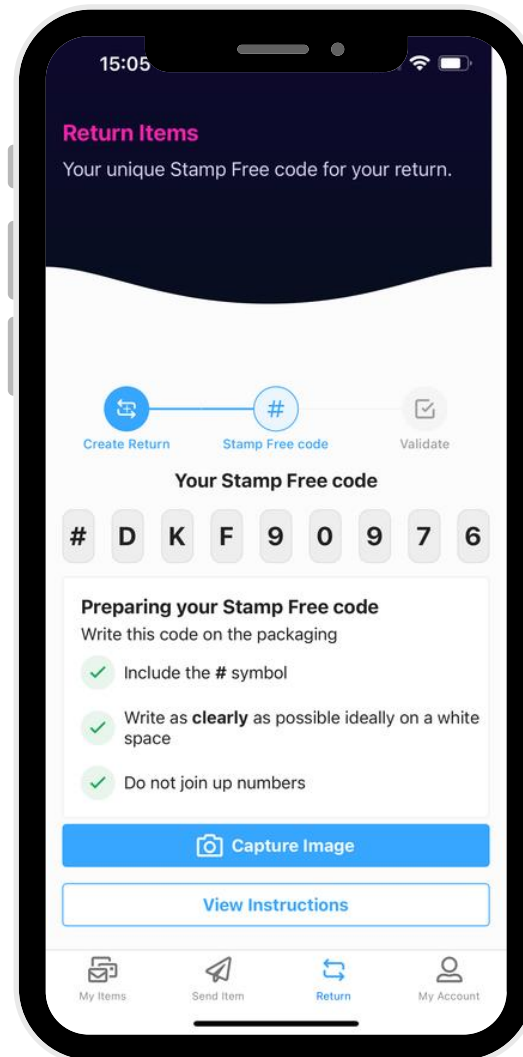 15:05
Return Items
Your unique Stamp Free code for your return.
#
Create Return
Stamp Free code
Validate
Your Stamp Free code
# D K F 9 0 9 7 6
Preparing your Stamp Free code
Write this code on the packaging
Include the # symbol
Write as clearly as possible ideally on a white
space
Do not join up numbers
Capture Image
View Instructions
My Items
Send Item
Return
My Account